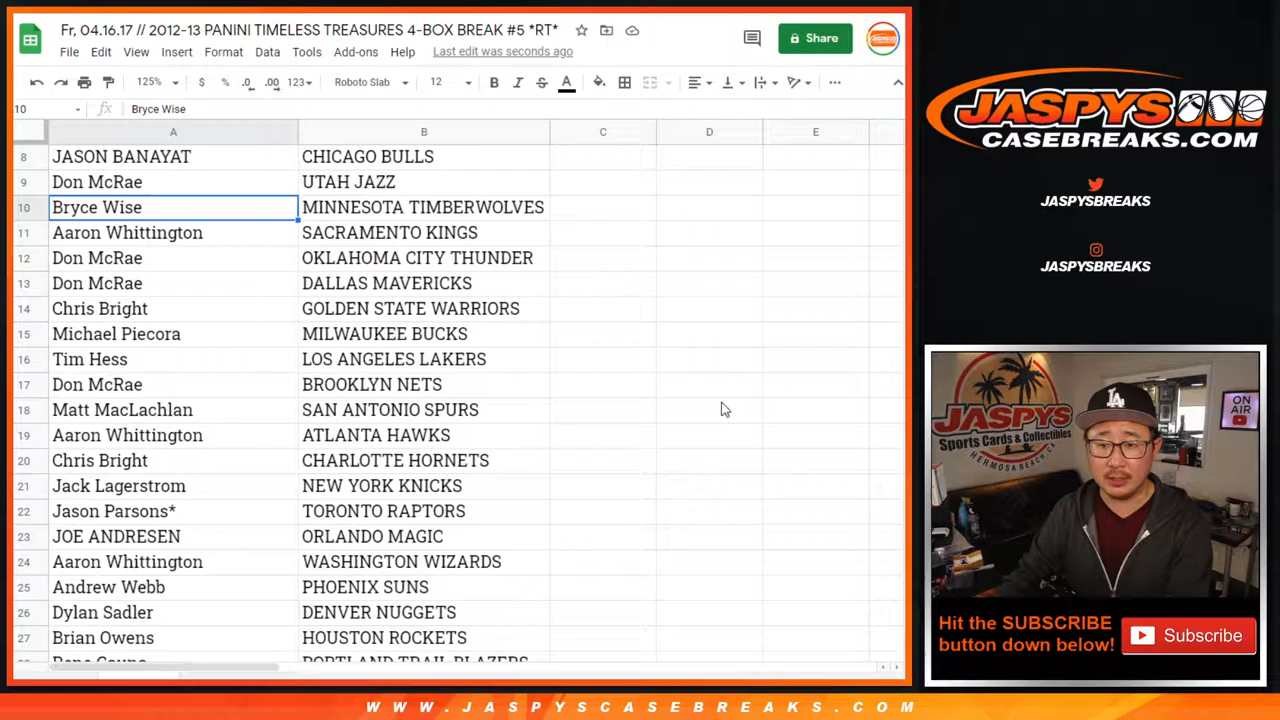 Fr, 04.16.17 // 2012-13 PANINI TIMELESS TREASURES 4-BOX BREAK #5 *RT*
File Edit View Insert Format Data Tools Add-ons Help Last edit was seconds ago
Share
125% $ % .0 .00 123 Roboto Slab 12 B I S A
10 fx Bryce Wise
A B C D E
8 JASON BANAYAT CHICAGO BULLS
9 Don McRae UTAH JAZZ
10 Bryce Wise MINNESOTA TIMBERWOLVES
11 Aaron Whittington SACRAMENTO KINGS
12 Don McRae OKLAHOMA CITY THUNDER
13 Don McRae DALLAS MAVERICKS
14 Chris Bright GOLDEN STATE WARRIORS
15 Michael Piecora MILWAUKEE BUCKS
16 Tim Hess LOS ANGELES LAKERS
17 Don McRae BROOKLYN NETS
18 Matt MacLachlan SAN ANTONIO SPURS
19 Aaron Whittington ATLANTA HAWKS
20 Chris Bright CHARLOTTE HORNETS
21 Jack Lagerstrom NEW YORK KNICKS
22 Jason Parsons* TORONTO RAPTORS
23 JOE ANDRESEN ORLANDO MAGIC
24 Aaron Whittington WASHINGTON WIZARDS
25 Andrew Webb PHOENIX SUNS
26 Dylan Sadler DENVER NUGGETS
27 Brian Owens HOUSTON ROCKETS
PORTLAND TRAIL BLAZERS
JASPYS
CASEBREAKS.COM
JASPYSBREAKS
JASPYSBREAKS
JASPYS
Sports Cards & Collectibles
HERMOSA BEACH, CA
LA
ON
AIR
Hit the SUBSCRIBE
button down below!
Subscribe
WWW.JASPYSCASEBREAKS.COM